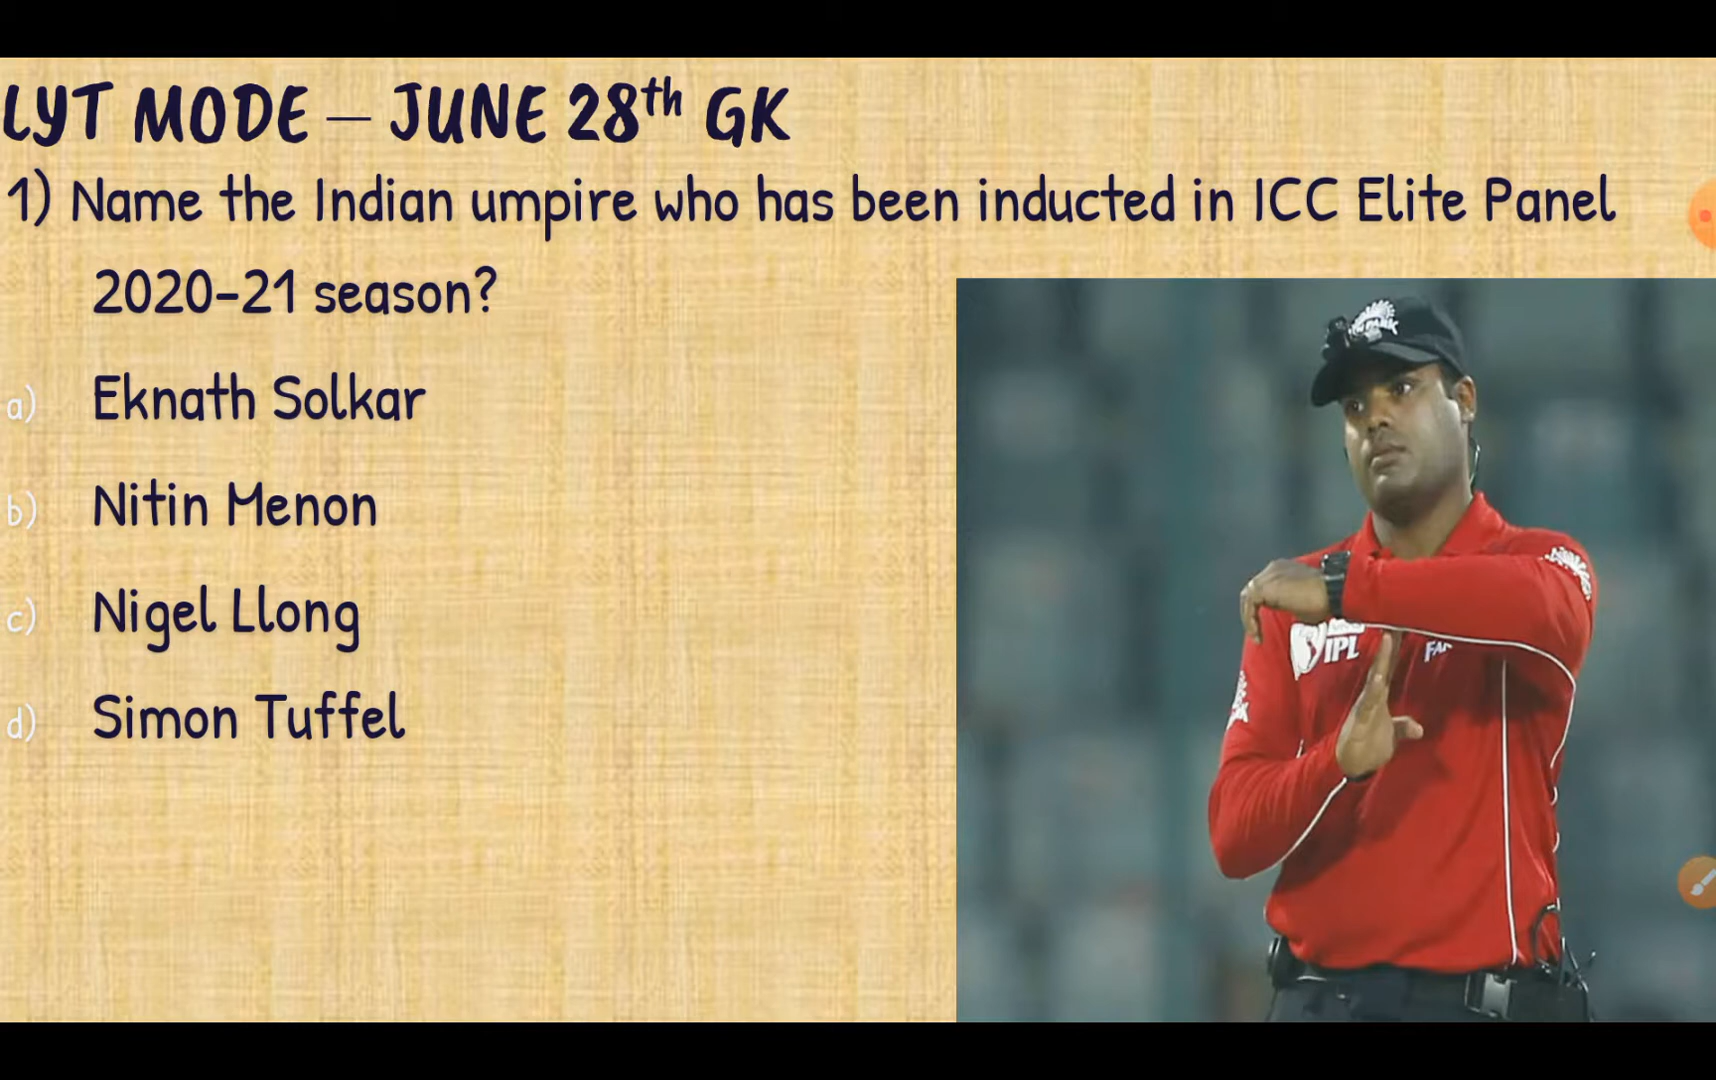 LYT MODE – JUNE 28th GK
1) Name the Indian umpire who has been inducted in ICC Elite Panel
2020-21 season?
a) Eknath Solkar
b) Nitin Menon
c) Nigel Llong
d) Simon Tuffel
IPL